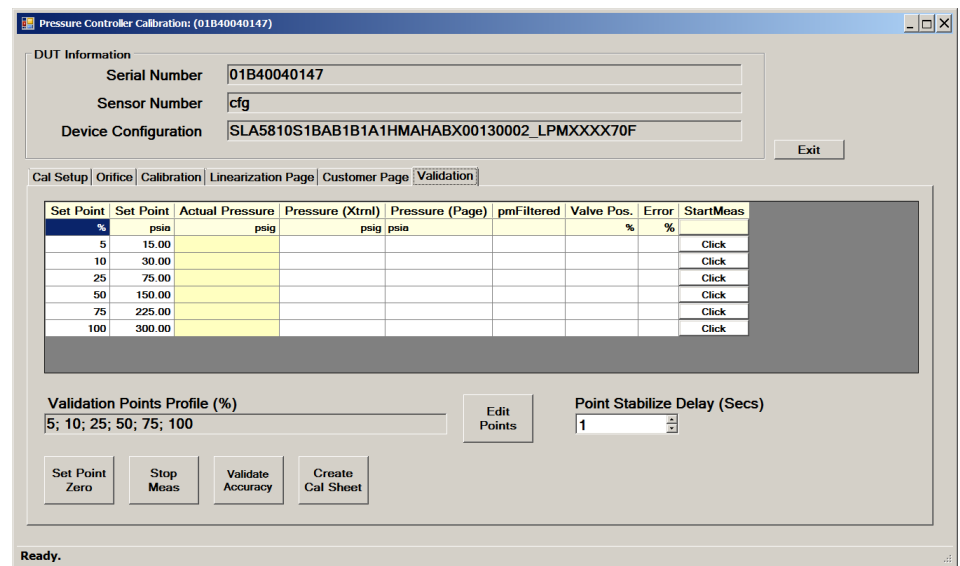 Pressure Controller Calibration: (01B40040147)
DUT Information
Serial Number 01B40040147
Sensor Number cfg
Device Configuration SLA5810S1BAB1B1A1HMAHABX00130002_LPMXXXX70F
Exit
Cal Setup Orifice Calibration Linearization Page Customer Page Validation
Set Point Set Point Actual Pressure Pressure (Xtrnl) Pressure (Page) pmFiltered Valve Pos. Error StartMeas
% psia psig psig psia % %
5 15.00 Click
10 30.00 Click
25 75.00 Click
50 150.00 Click
75 225.00 Click
100 300.00 Click
Validation Points Profile (%)
5; 10; 25; 50; 75; 100
Edit Points
Point Stabilize Delay (Secs)
1
Set Point Zero
Stop Meas
Validate Accuracy
Create Cal Sheet
Ready.